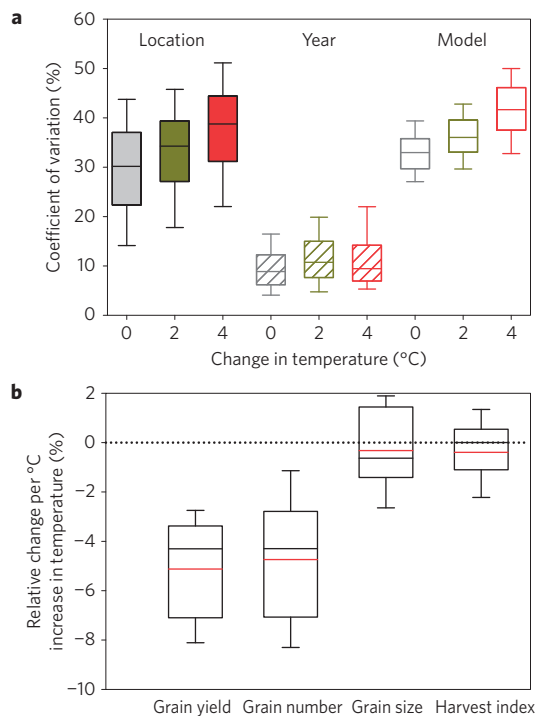 a
60
50
40
30
20
10
0
Coefficient of variation (%)
Location Year Model
0 2 4 0 2 4 0 2 4
Change in temperature (°C)
b
2
0
−2
−4
−6
−8
−10
Relative change per °C
increase in temperature (%)
Grain yield Grain number Grain size Harvest index